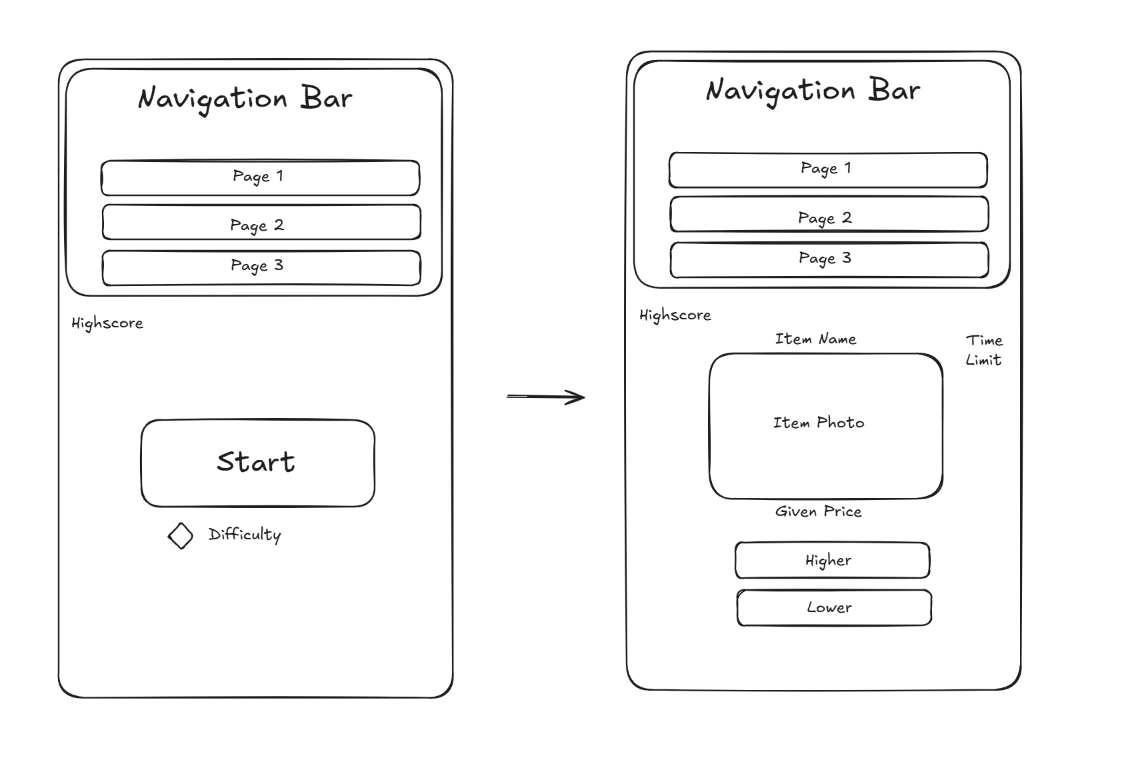 Navigation Bar
Page 1
Page 2
Page 3
Highscore
Start
Difficulty
Navigation Bar
Page 1
Page 2
Page 3
Highscore
Item Name
Time
Limit
Item Photo
Given Price
Higher
Lower